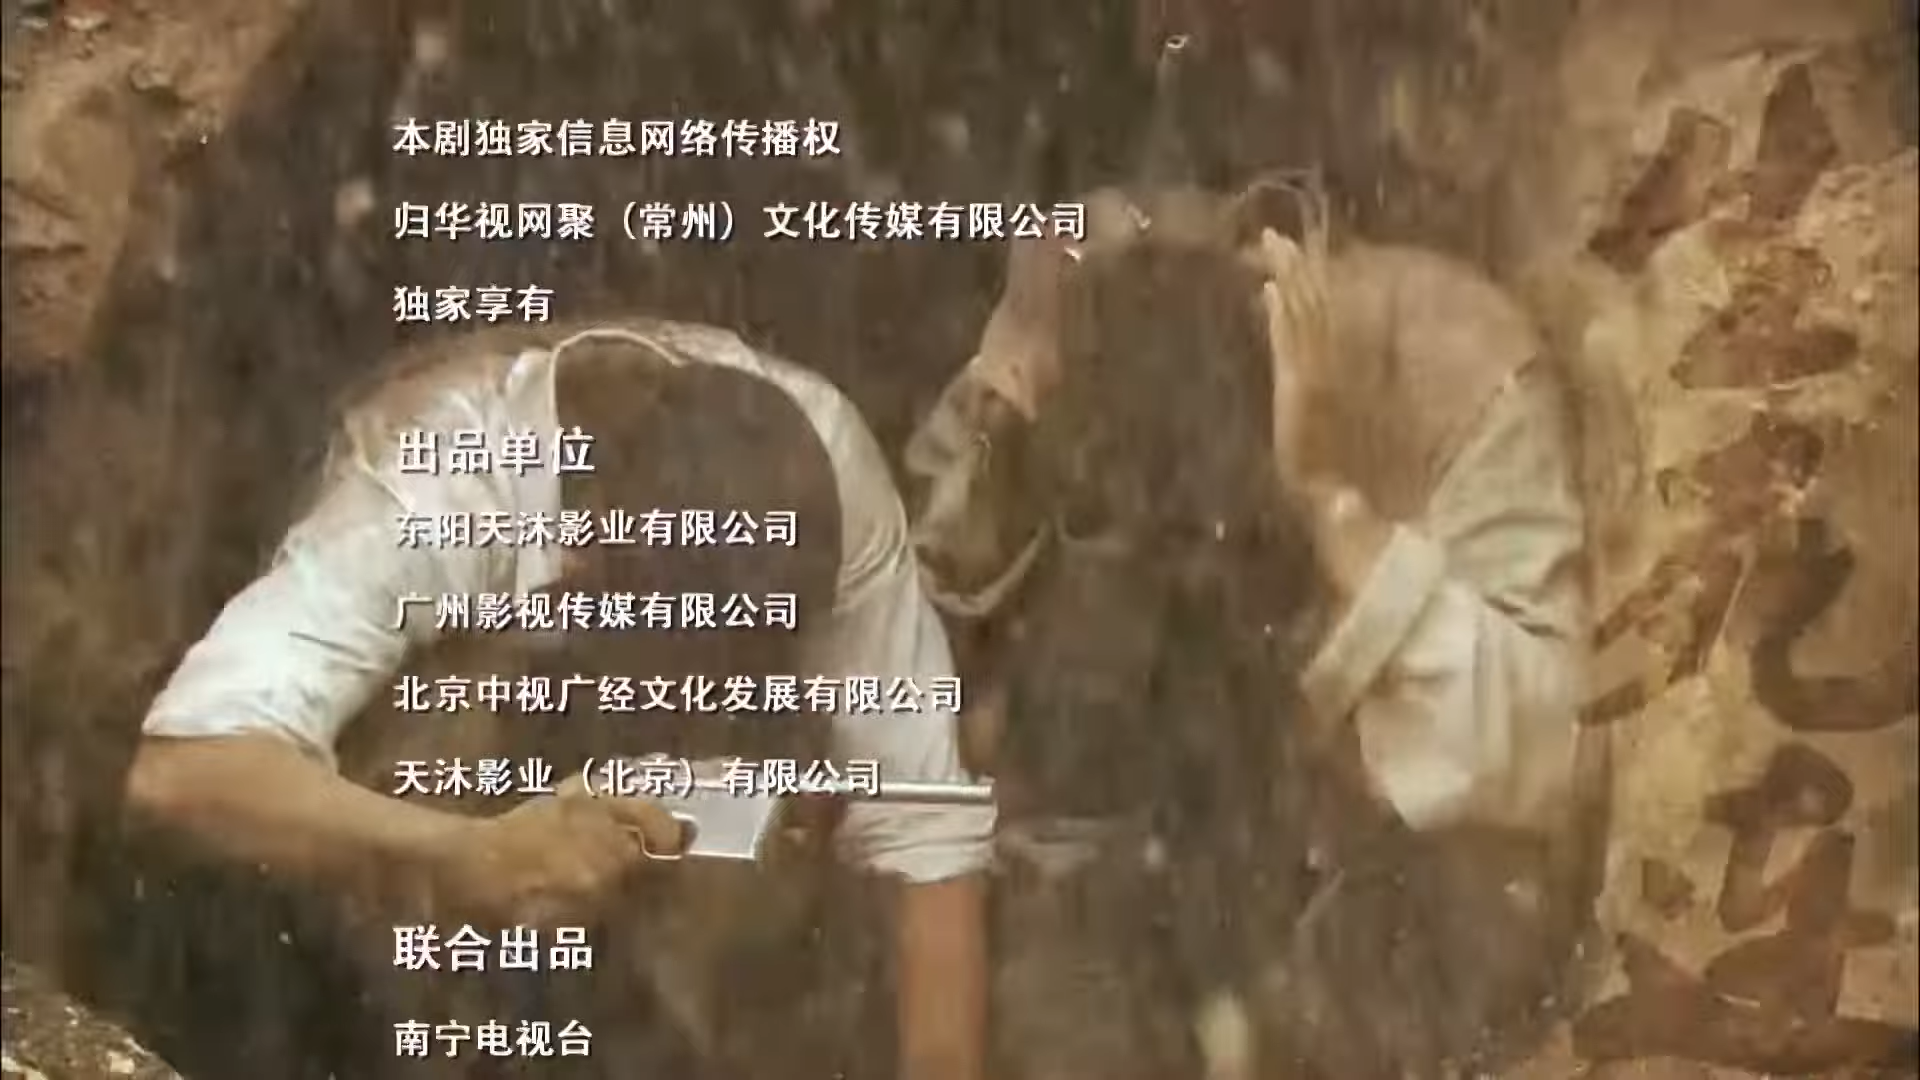 本剧独家信息网络传播权
归华视网聚（常州）文化传媒有限公司
独家享有
出品单位
东阳天沐影业有限公司
广州影视传媒有限公司
北京中视广经文化发展有限公司
天沐影业（北京）有限公司
联合出品
南宁电视台